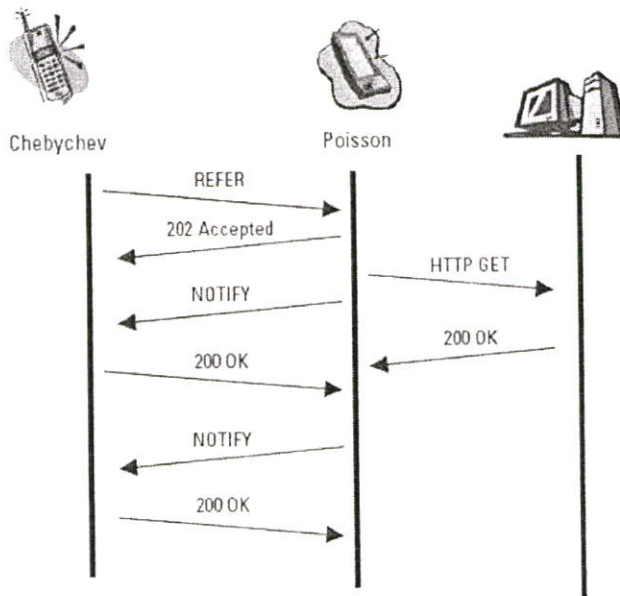 Chebychev
Poisson
REFER
202 Accepted
HTTP GET
NOTIFY
200 OK
200 OK
NOTIFY
200 OK